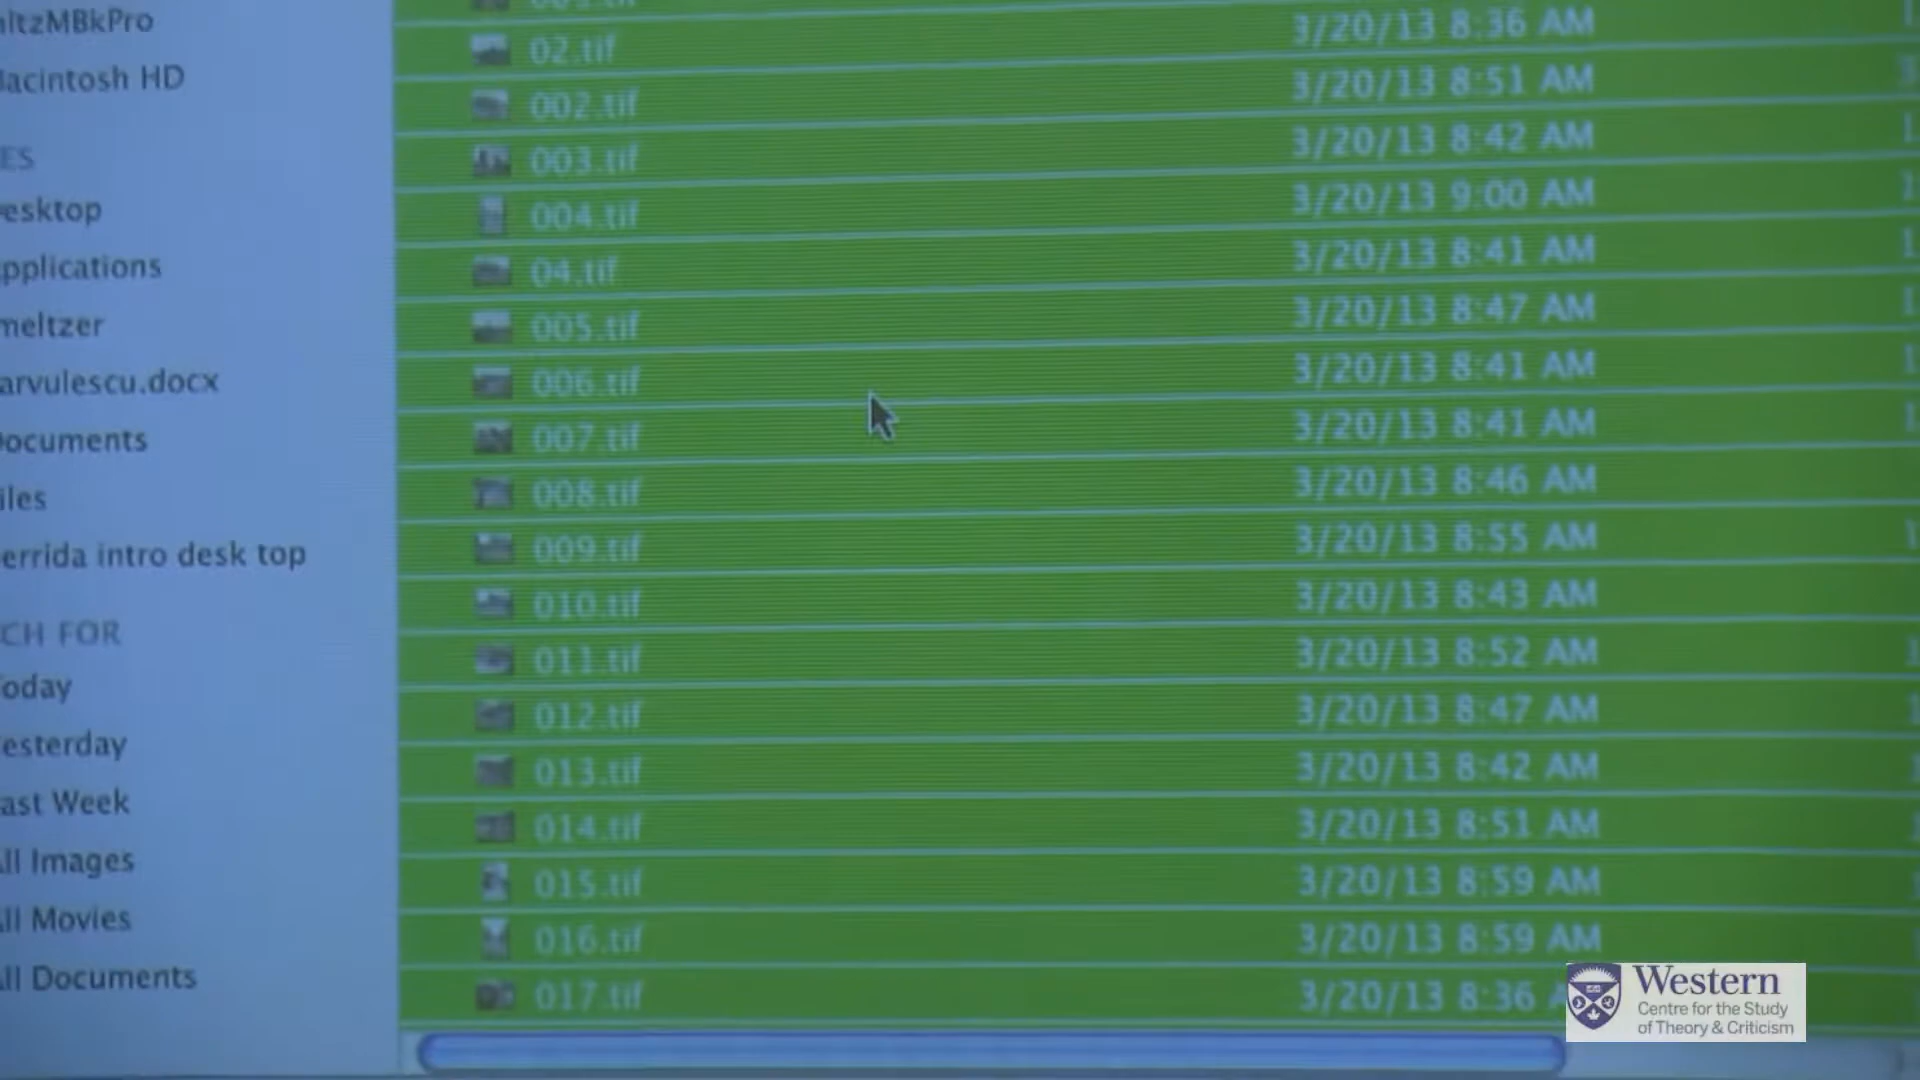 ltzMBkPro
acintosh HD
ES
esktop
pplications
meltzer
arvulescu.docx
ocuments
iles
errida intro desk top
CH FOR
oday
esterday
ast Week
ll Images
ll Movies
ll Documents
001.tif
02.tif 3/20/13 8:36 AM
002.tif 3/20/13 8:51 AM
003.tif 3/20/13 8:42 AM
004.tif 3/20/13 9:00 AM
04.tif 3/20/13 8:41 AM
005.tif 3/20/13 8:47 AM
006.tif 3/20/13 8:41 AM
007.tif 3/20/13 8:41 AM
008.tif 3/20/13 8:46 AM
009.tif 3/20/13 8:55 AM
010.tif 3/20/13 8:43 AM
011.tif 3/20/13 8:52 AM
012.tif 3/20/13 8:47 AM
013.tif 3/20/13 8:42 AM
014.tif 3/20/13 8:51 AM
015.tif 3/20/13 8:59 AM
016.tif 3/20/13 8:59 AM
017.tif 3/20/13 8:36
Western
Centre for the Study
of Theory & Criticism